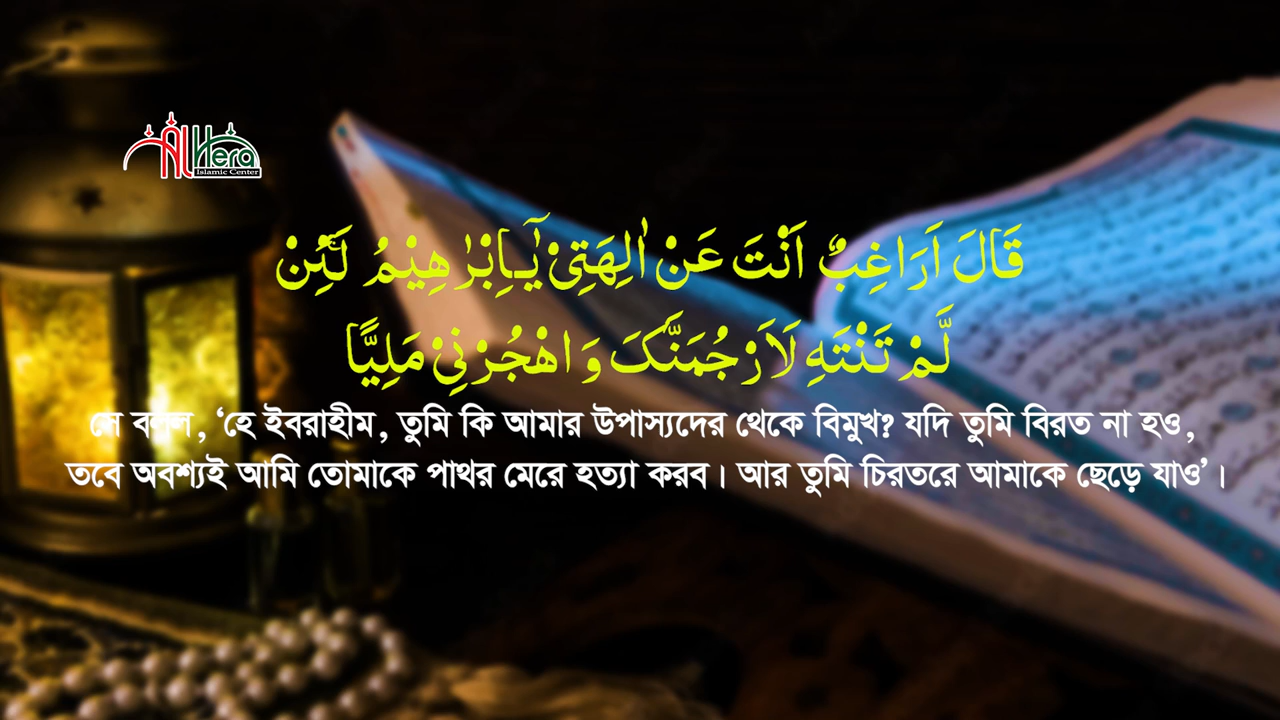 AL Hera
Islamic Center
قَالَ اَرَاغِبٌ اَنْتَ عَنْ اٰلِهَتِیْ یٰۤـاِبْرٰهِیْمُ لَئِنْ
لَّمْ تَنْتَهِ لَاَرْجُمَنَّکَ وَ اهْجُرْنِیْ مَلِیًّا
সে বলল, ‘হে ইবরাহীম, তুমি কি আমার উপাস্যদের থেকে বিমুখ? যদি তুমি বিরত না হও,
তবে অবশ্যই আমি তোমাকে পাথর মেরে হত্যা করব। আর তুমি চিরতরে আমাকে ছেড়ে যাও’।